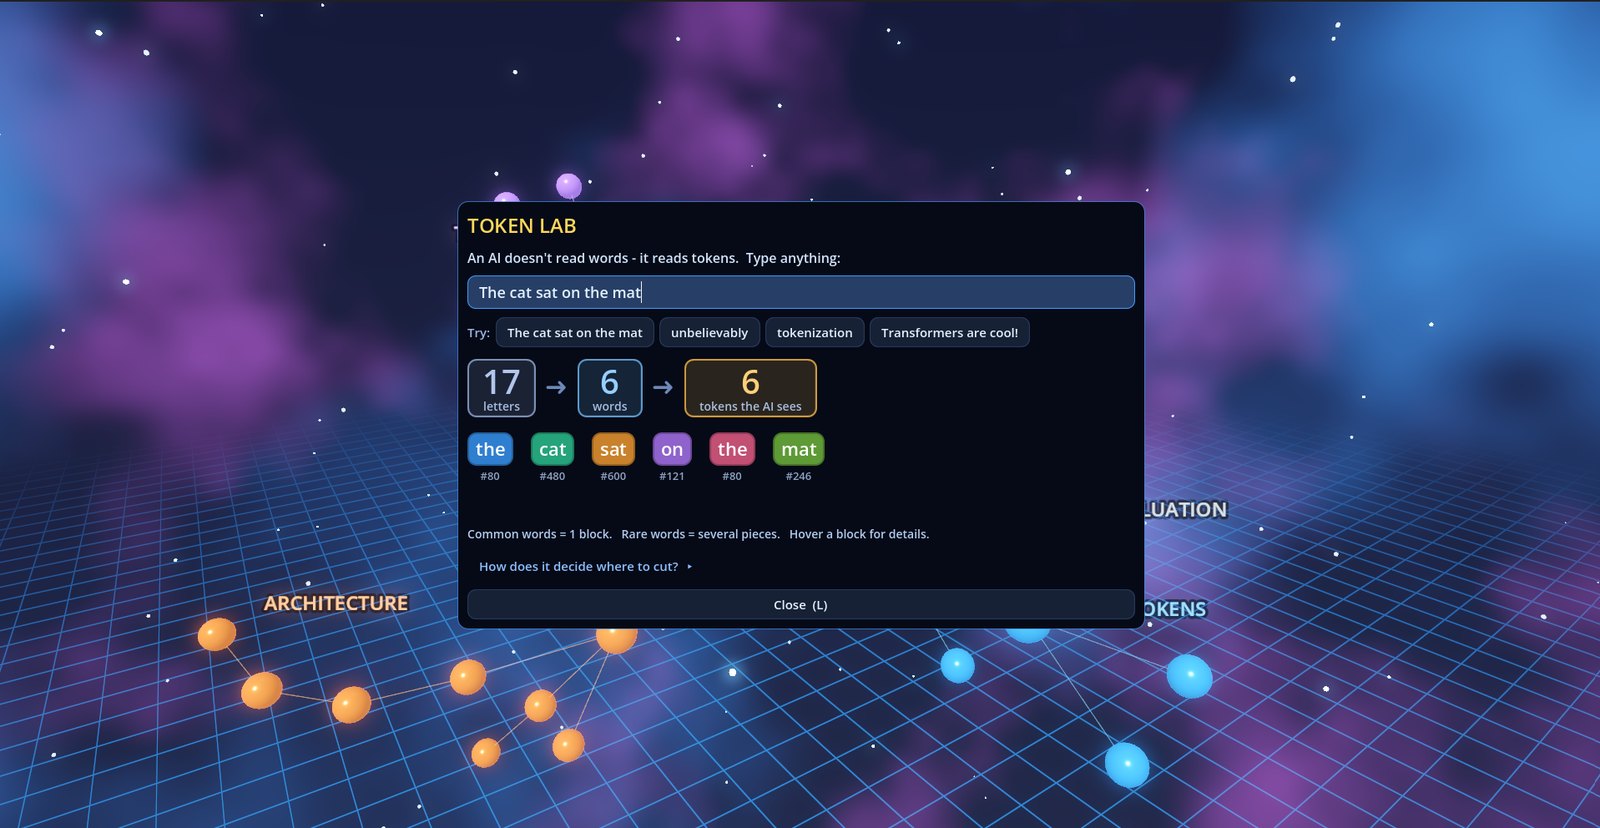 TOKEN LAB
An AI doesn't read words - it reads tokens. Type anything:
The cat sat on the mat
Try: The cat sat on the mat unbelievably tokenization Transformers are cool!
17 → 6 → 6
letters words tokens the AI sees
the cat sat on the mat
#80 #480 #600 #121 #80 #246
LUATION
Common words = 1 block. Rare words = several pieces. Hover a block for details.
How does it decide where to cut? ▸
ARCHITECTURE
Close (L)
OKENS